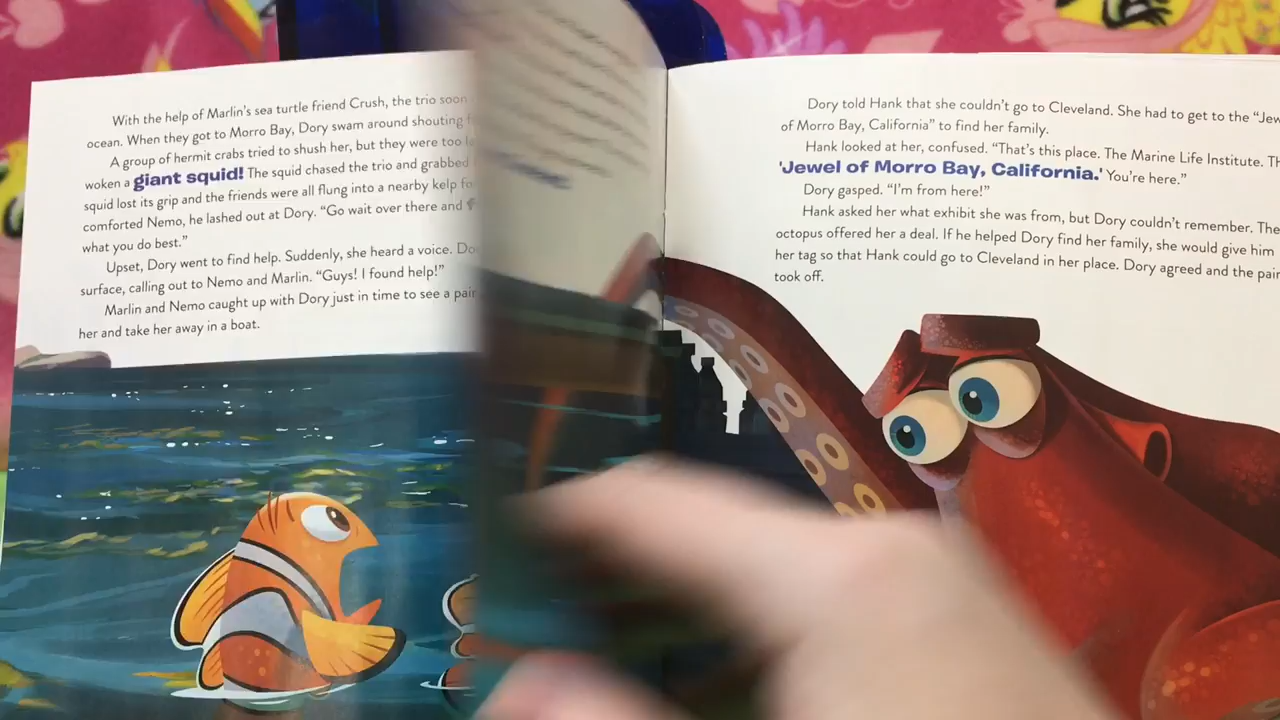 With the help of Marlin's sea turtle friend Crush, the trio soon
ocean. When they got to Morro Bay, Dory swam around shouting
A group of hermit crabs tried to shush her, but they were too
woken a giant squid! The squid chased the trio and grabbed
squid lost its grip and the friends were all flung into a nearby kelp
comforted Nemo, he lashed out at Dory. "Go wait over there and
what you do best."
Upset, Dory went to find help. Suddenly, she heard a voice.
surface, calling out to Nemo and Marlin. "Guys! I found help!"
Marlin and Nemo caught up with Dory just in time to see a pair
her and take her away in a boat.
Dory told Hank that she couldn't go to Cleveland. She had to get to the "Jew
of Morro Bay, California" to find her family.
Hank looked at her, confused. "That's this place. The Marine Life Institute. Th
'Jewel of Morro Bay, California.' You're here."
Dory gasped. "I'm from here!"
Hank asked her what exhibit she was from, but Dory couldn't remember. The
octopus offered her a deal. If he helped Dory find her family, she would give him
her tag so that Hank could go to Cleveland in her place. Dory agreed and the pair
took off.